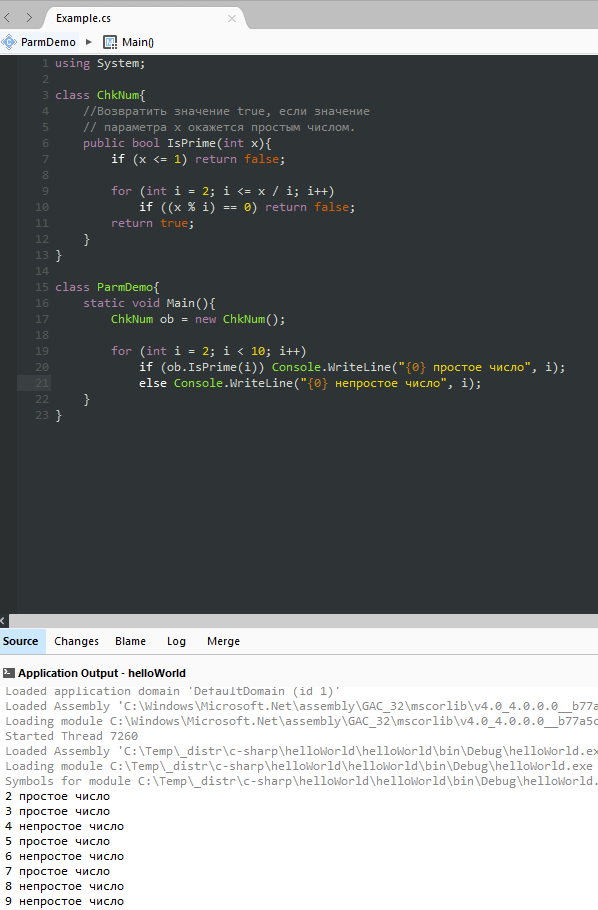 Example.cs
ParmDemo ▸ Main()
1 using System;
2
3 class ChkNum{
4     //Возвратить значение true, если значение
5     // параметра x окажется простым числом.
6     public bool IsPrime(int x){
7         if (x <= 1) return false;
8
9         for (int i = 2; i <= x / i; i++)
10             if ((x % i) == 0) return false;
11         return true;
12     }
13 }
14
15 class ParmDemo{
16     static void Main(){
17         ChkNum ob = new ChkNum();
18
19         for (int i = 2; i < 10; i++)
20             if (ob.IsPrime(i)) Console.WriteLine("{0} простое число", i);
21             else Console.WriteLine("{0} непростое число", i);
22     }
23 }
Source Changes Blame Log Merge
Application Output - helloWorld
Loaded application domain 'DefaultDomain (id 1)'
Loaded Assembly 'C:\Windows\Microsoft.Net\assembly\GAC_32\mscorlib\v4.0_4.0.0.0__b77a
Loading module C:\Windows\Microsoft.Net\assembly\GAC_32\mscorlib\v4.0_4.0.0.0__b77a5c
Started Thread 7260
Loaded Assembly 'C:\Temp\_distr\c-sharp\helloWorld\helloWorld\bin\Debug\helloWorld.ex
Loading module C:\Temp\_distr\c-sharp\helloWorld\helloWorld\bin\Debug\helloWorld.exe
Symbols for module C:\Temp\_distr\c-sharp\helloWorld\helloWorld\bin\Debug\helloWorld.
2 простое число
3 простое число
4 непростое число
5 простое число
6 непростое число
7 простое число
8 непростое число
9 непростое число